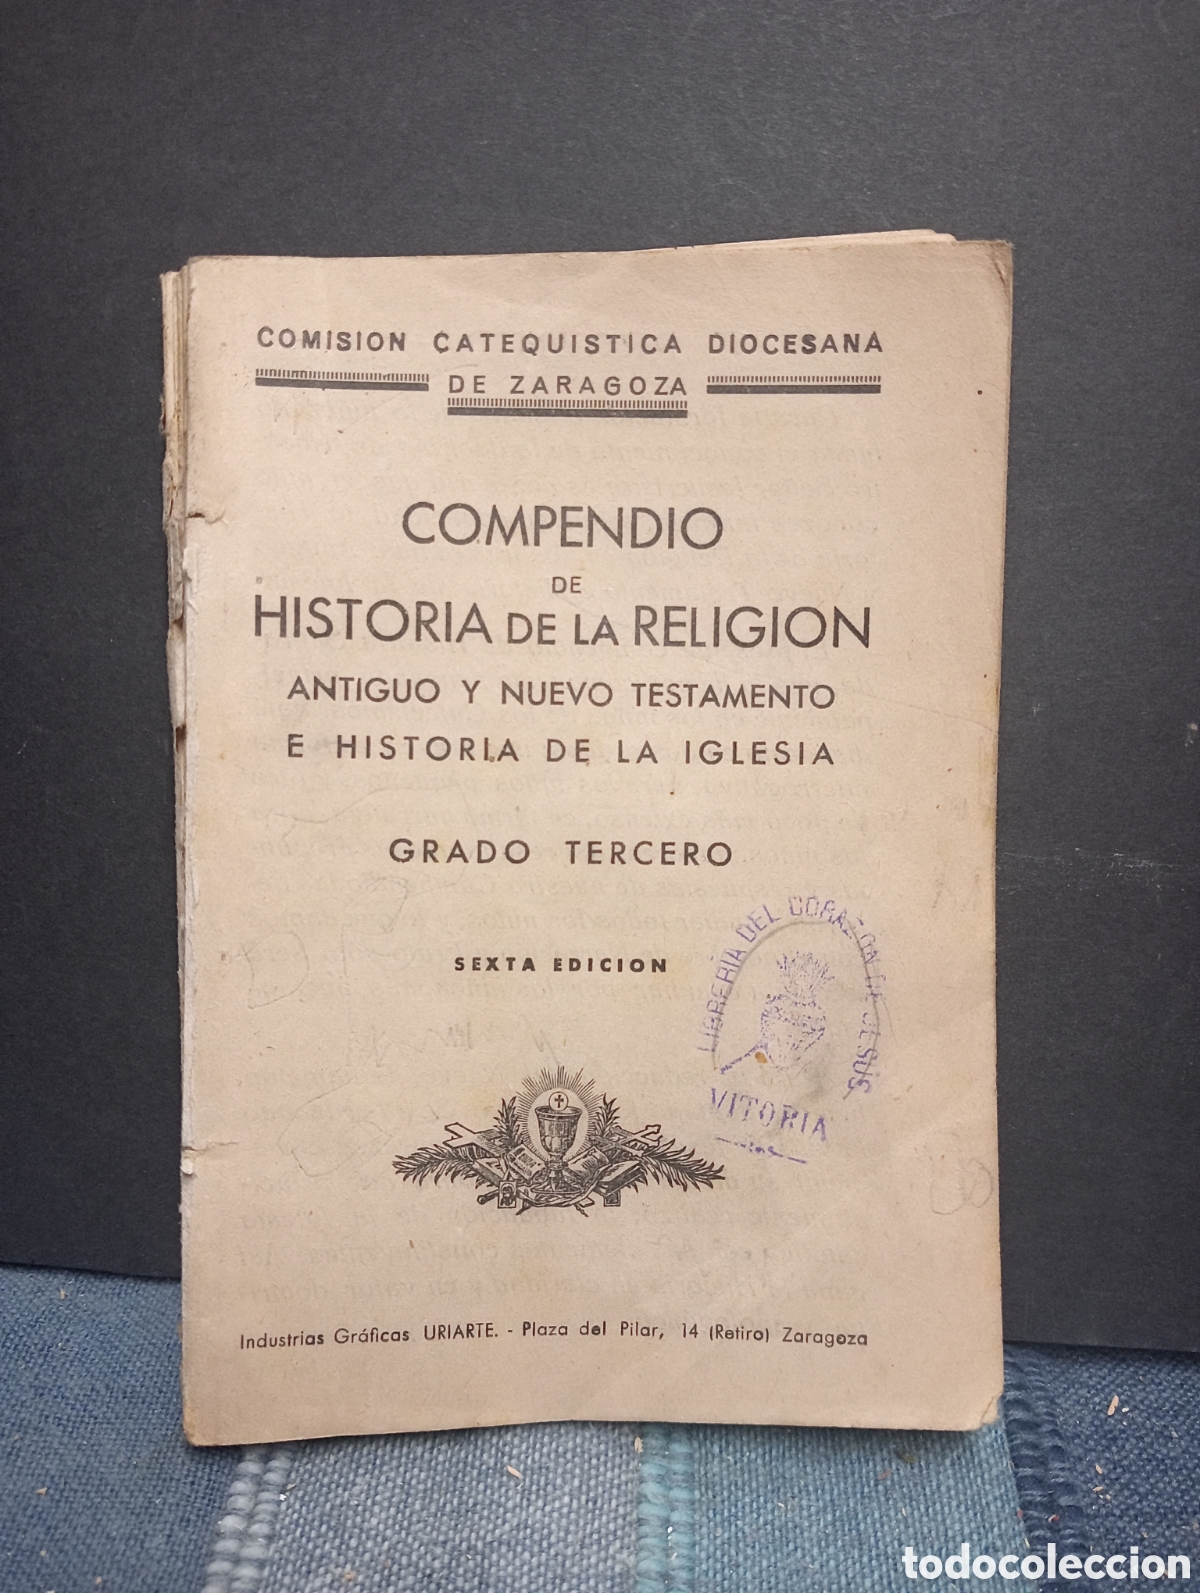 COMISION CATEQUISTICA DIOCESANA
DE ZARAGOZA
COMPENDIO
DE
HISTORIA DE LA RELIGION
ANTIGUO Y NUEVO TESTAMENTO
E HISTORIA DE LA IGLESIA
GRADO TERCERO
SEXTA EDICION
LIBRERIA DEL CORAZON DE JESUS
VITORIA
Industrias Gráficas URIARTE. - Plaza del Pilar, 14 (Retiro) Zaragoza
todocoleccion